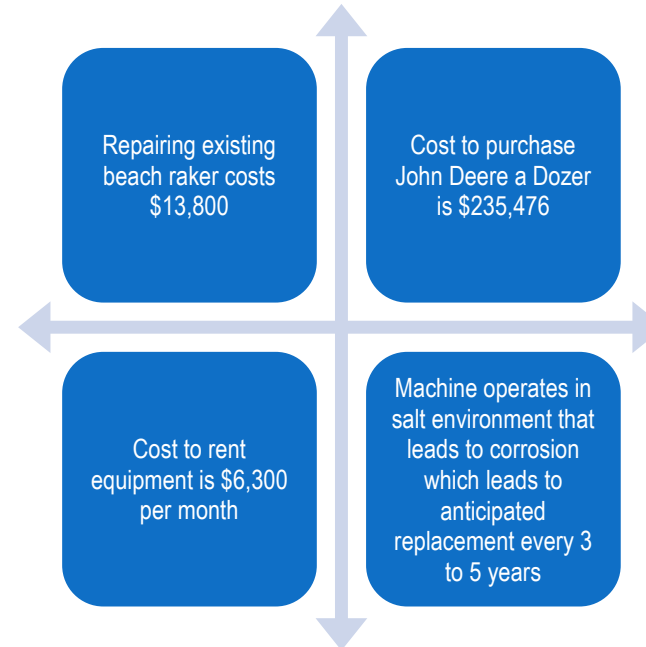 Repairing existing
beach raker costs
$13,800
Cost to purchase
John Deere a Dozer
is $235,476
Cost to rent
equipment is $6,300
per month
Machine operates in
salt environment that
leads to corrosion
which leads to
anticipated
replacement every 3
to 5 years